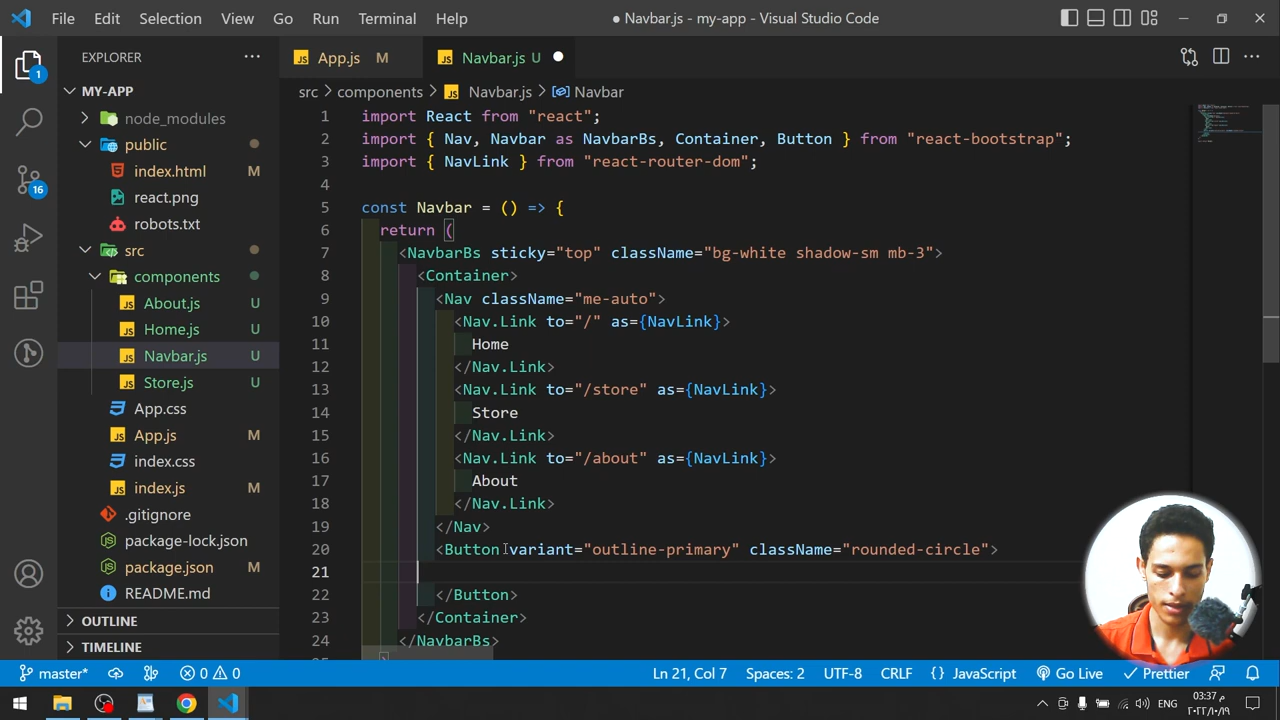 File Edit Selection View Go Run Terminal Help ● Navbar.js - my-app - Visual Studio Code
EXPLORER ···
App.js M
Navbar.js U
src > components > Navbar.js > Navbar
MY-APP
node_modules
public
index.html M
react.png
robots.txt
src
components
About.js U
Home.js U
Navbar.js U
Store.js U
App.css
App.js M
index.css
index.js M
.gitignore
package-lock.json
package.json M
README.md
OUTLINE
TIMELINE
1
16
1 import React from "react";
2 import { Nav, Navbar as NavbarBs, Container, Button } from "react-bootstrap";
3 import { NavLink } from "react-router-dom";
4
5 const Navbar = () => {
6 return (
7 <NavbarBs sticky="top" className="bg-white shadow-sm mb-3">
8 <Container>
9 <Nav className="me-auto">
10 <Nav.Link to="/" as={NavLink}>
11 Home
12 </Nav.Link>
13 <Nav.Link to="/store" as={NavLink}>
14 Store
15 </Nav.Link>
16 <Nav.Link to="/about" as={NavLink}>
17 About
18 </Nav.Link>
19 </Nav>
20 <Button variant="outline-primary" className="rounded-circle">
21
22 </Button>
23 </Container>
24 </NavbarBs>
master* 0 0 Ln 21, Col 7 Spaces: 2 UTF-8 CRLF {} JavaScript Go Live Prettier
ENG 03:37 م